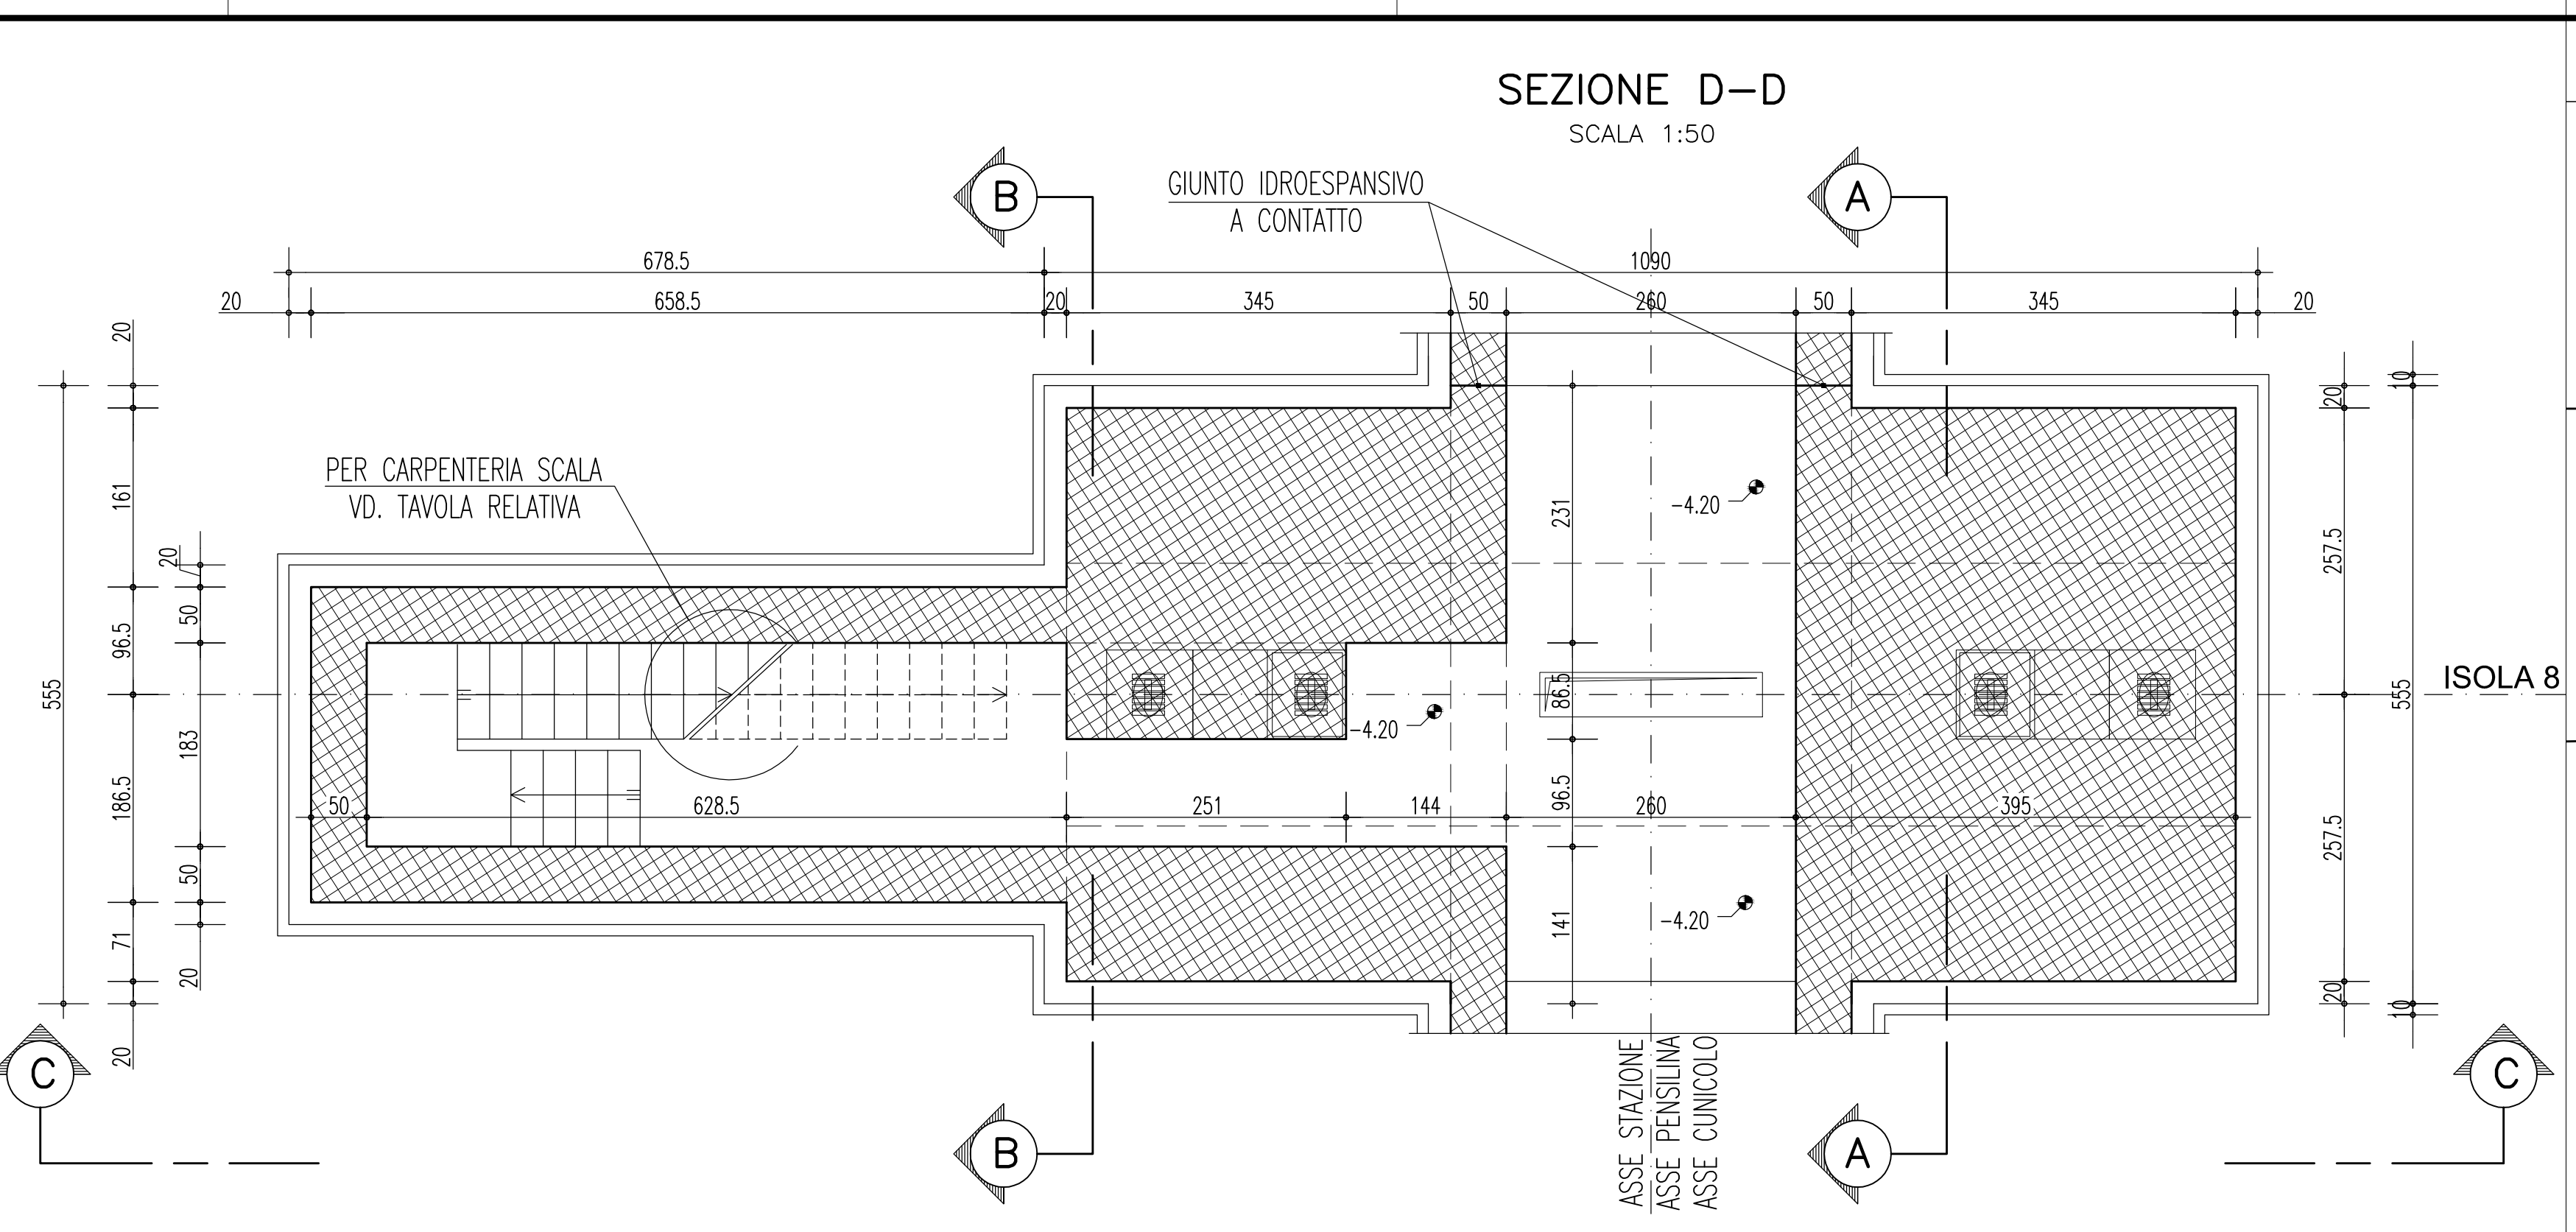 SEZIONE D-D
SCALA 1:50
B
A
GIUNTO IDROESPANSIVO
A CONTATTO
678.5
1090
20
658.5
20
345
50
260
50
345
20
PER CARPENTERIA SCALA
VD. TAVOLA RELATIVA
555
20
161
96.5
186.5
71
20
20
50
183
50
20
231
86.5
96.5
141
-4.20
-4.20
-4.20
50
628.5
251
144
260
395
20
257.5
257.5
20
10
555
10
ISOLA 8
C
C
B
A
ASSE STAZIONE
ASSE PENSILINA
ASSE CUNICOLO